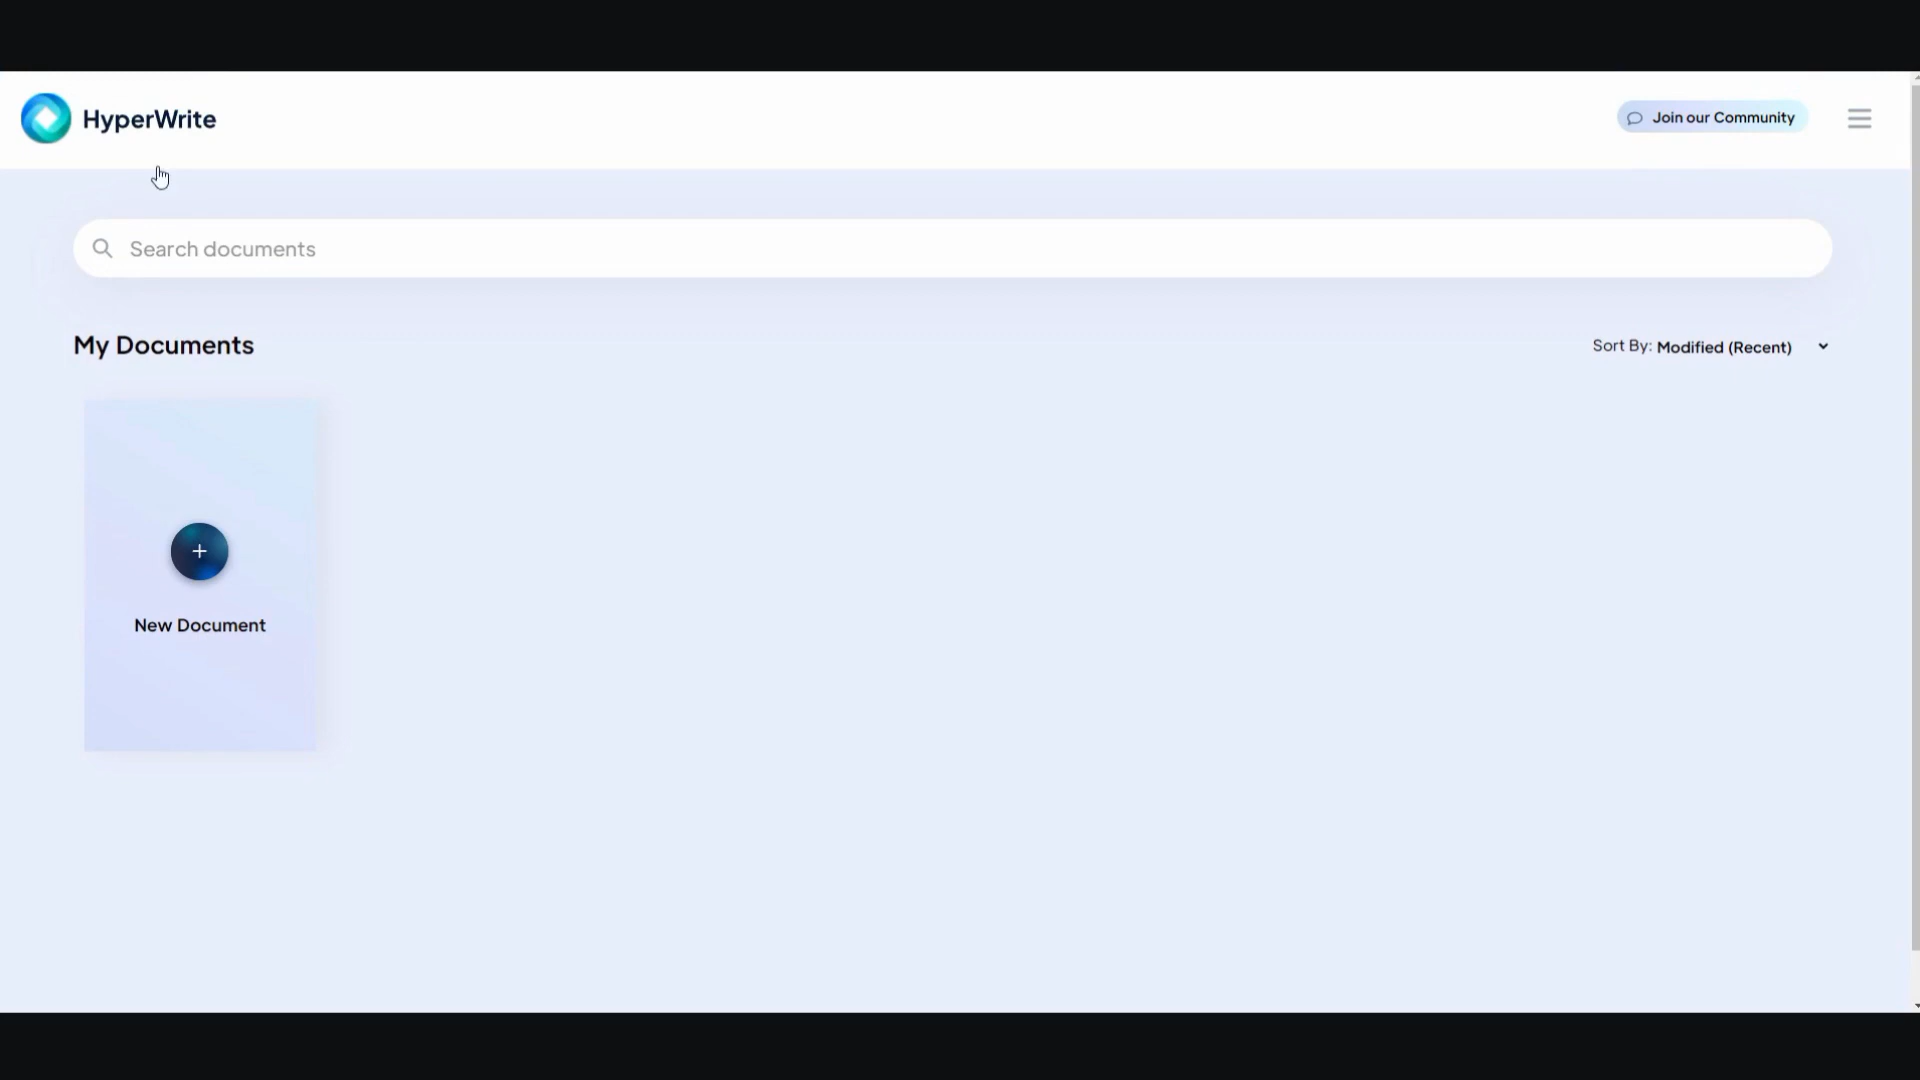 HyperWrite
Join our Community
Search documents
My Documents
Sort By: Modified (Recent)
New Document